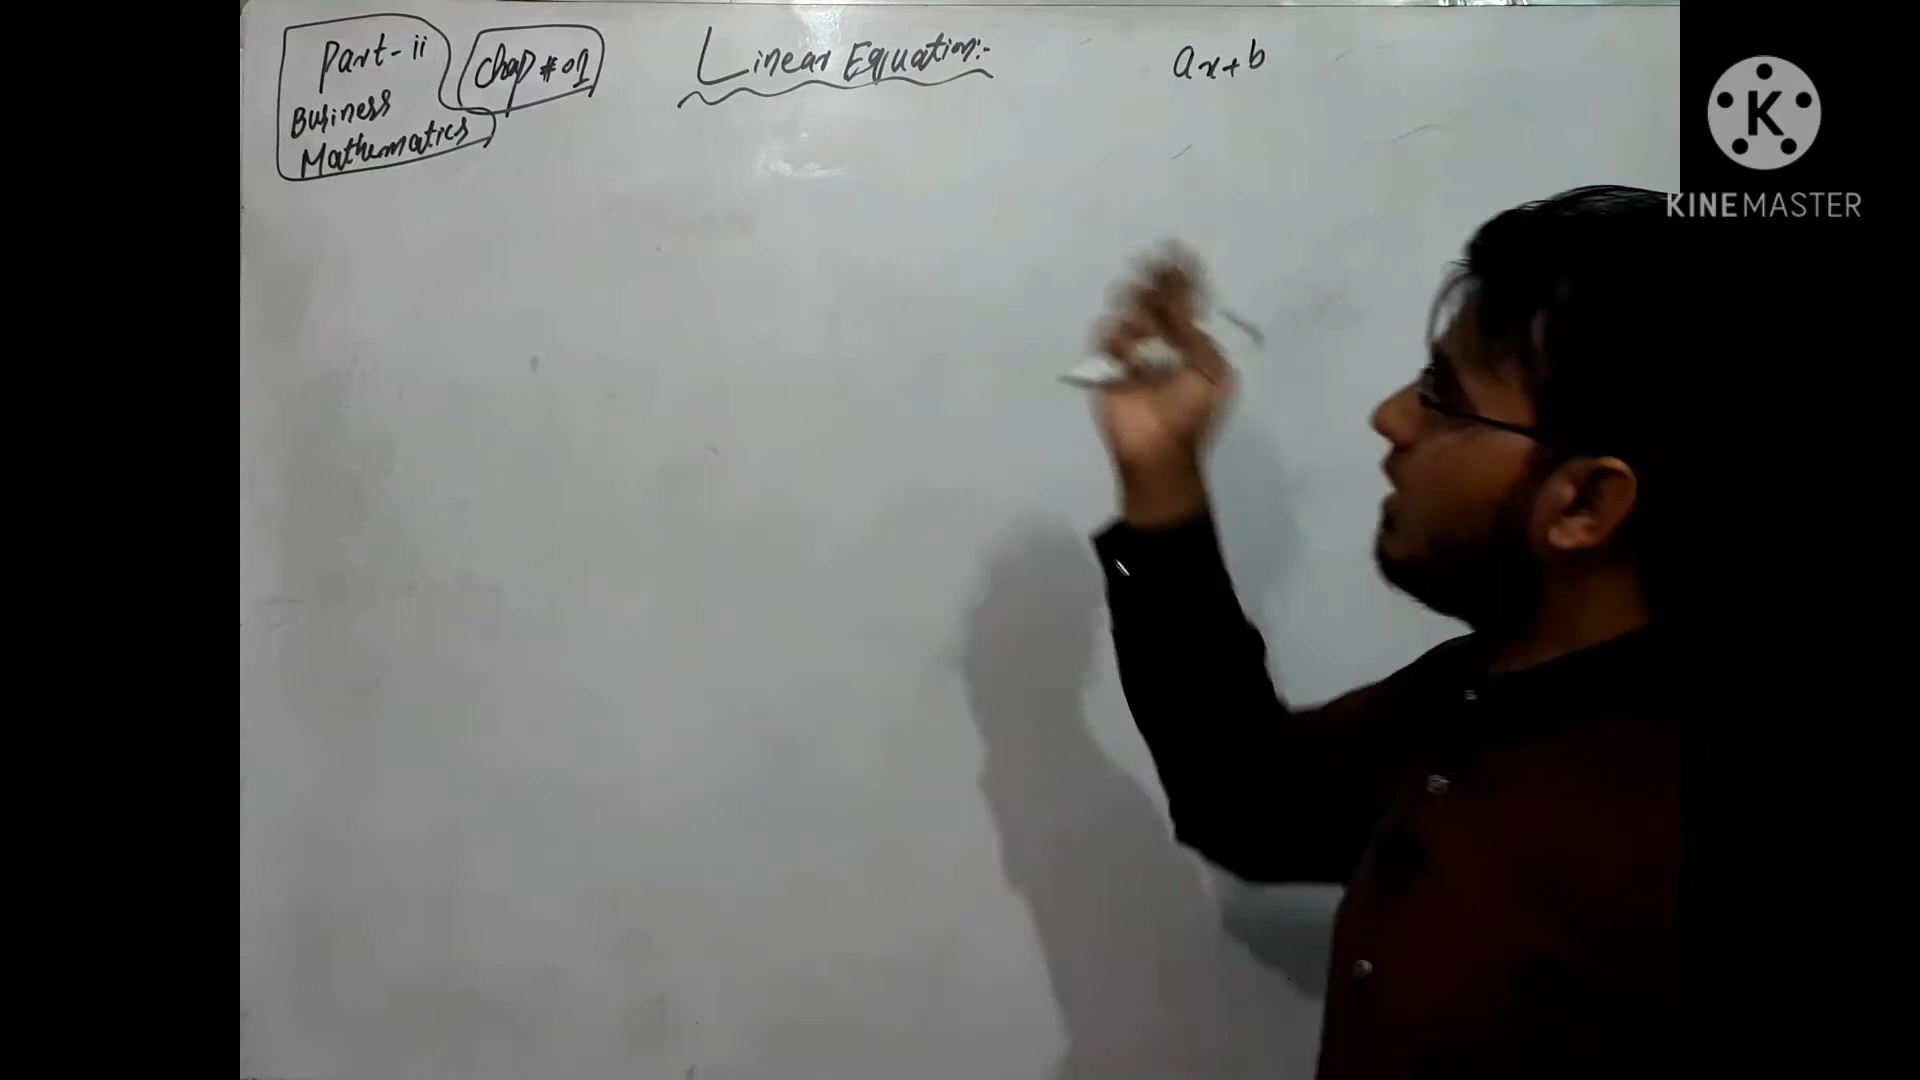 Part-ii
Business
Mathematics
Chap # 01
Linear Equation:-
ax+b
K
KINEMASTER